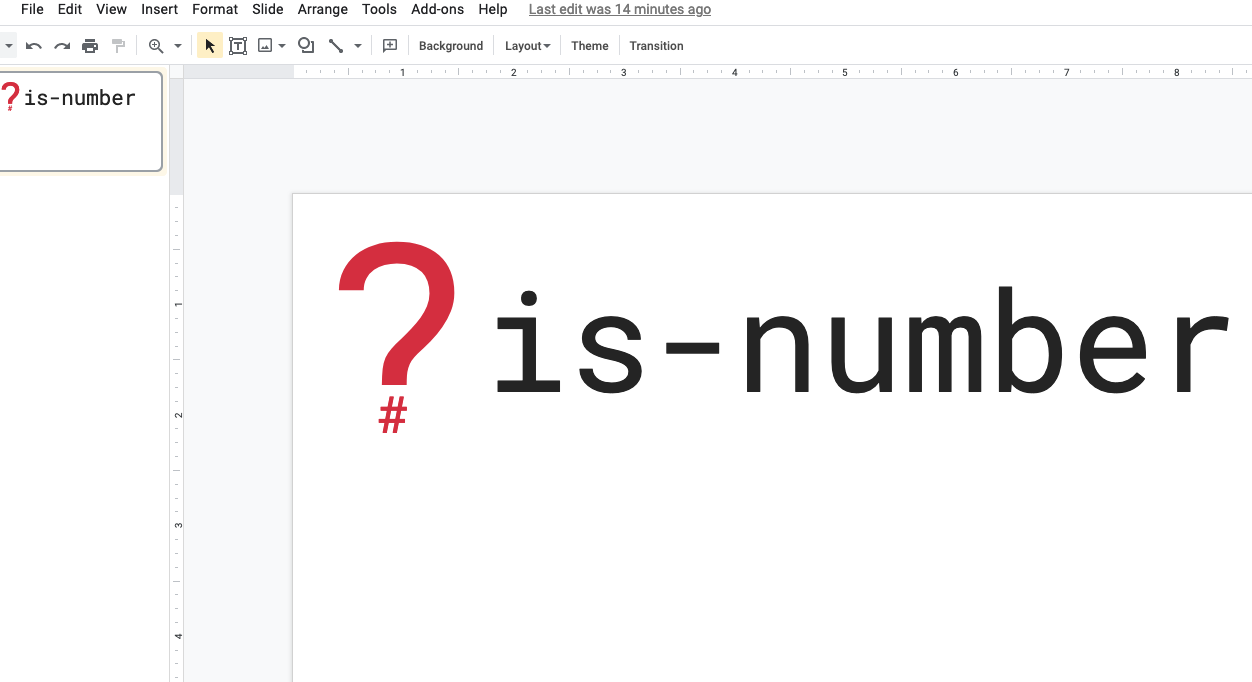 File Edit View Insert Format Slide Arrange Tools Add-ons Help Last edit was 14 minutes ago
Background Layout Theme Transition
1 2 3 4 5 6 7 8
?
#
is-number
1
2
3
4
?
#
is-number